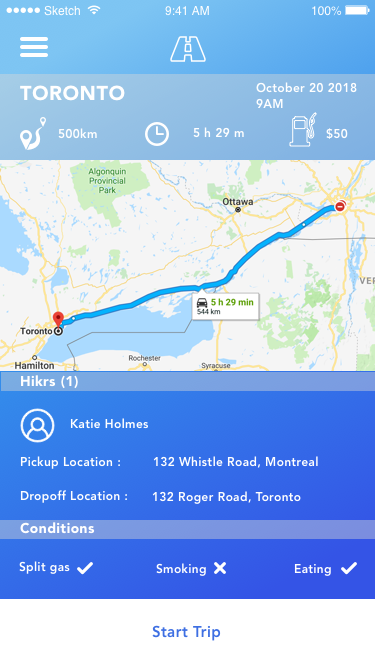 Sketch 9:41 AM 100%
TORONTO
October 20 2018
9AM
500km 5 h 29 m $50
Algonquin
Provincial
Park
Ottawa
VER
5 h 29 min
544 km
Toronto
Hamilton
Rochester
Syracuse
Hikrs (1)
Katie Holmes
Pickup Location : 132 Whistle Road, Montreal
Dropoff Location : 132 Roger Road, Toronto
Conditions
Split gas Smoking Eating
Start Trip